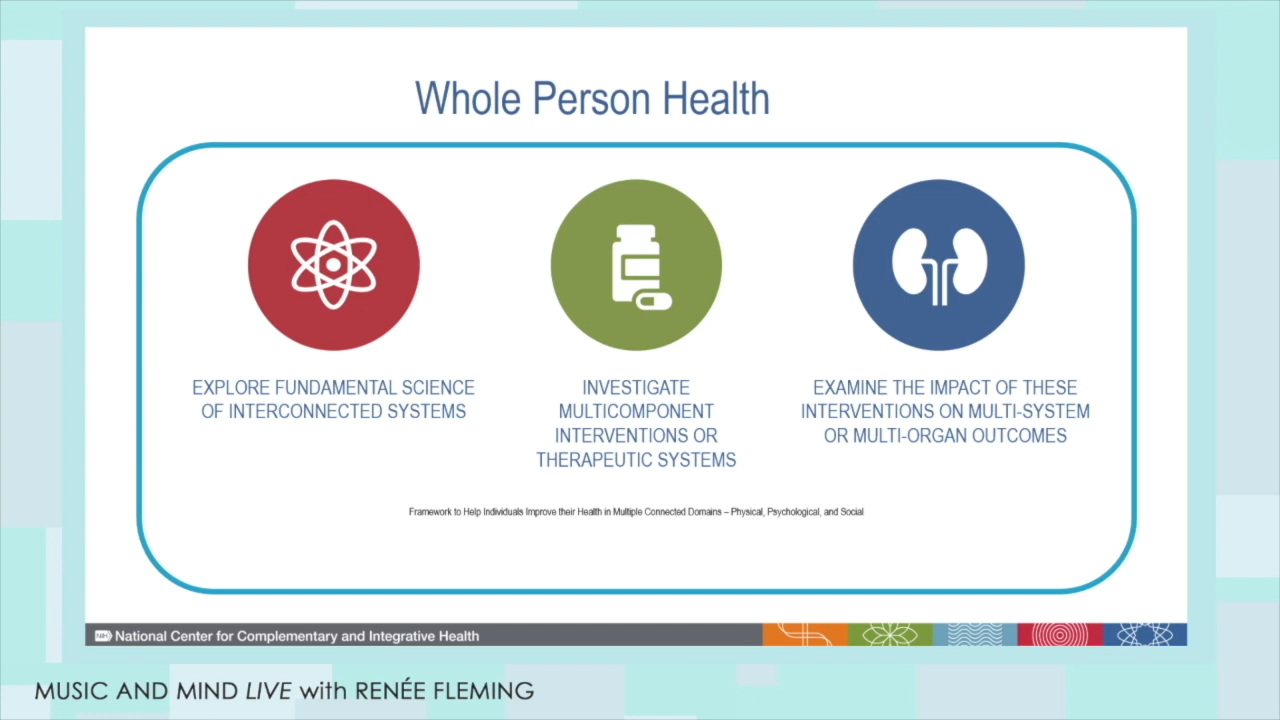 Whole Person Health
EXPLORE FUNDAMENTAL SCIENCE
OF INTERCONNECTED SYSTEMS
INVESTIGATE
MULTICOMPONENT
INTERVENTIONS OR
THERAPEUTIC SYSTEMS
EXAMINE THE IMPACT OF THESE
INTERVENTIONS ON MULTI-SYSTEM
OR MULTI-ORGAN OUTCOMES
Framework to Help Individuals Improve their Health in Multiple Connected Domains – Physical, Psychological, and Social
NIH National Center for Complementary and Integrative Health
MUSIC AND MIND LIVE with RENÉE FLEMING